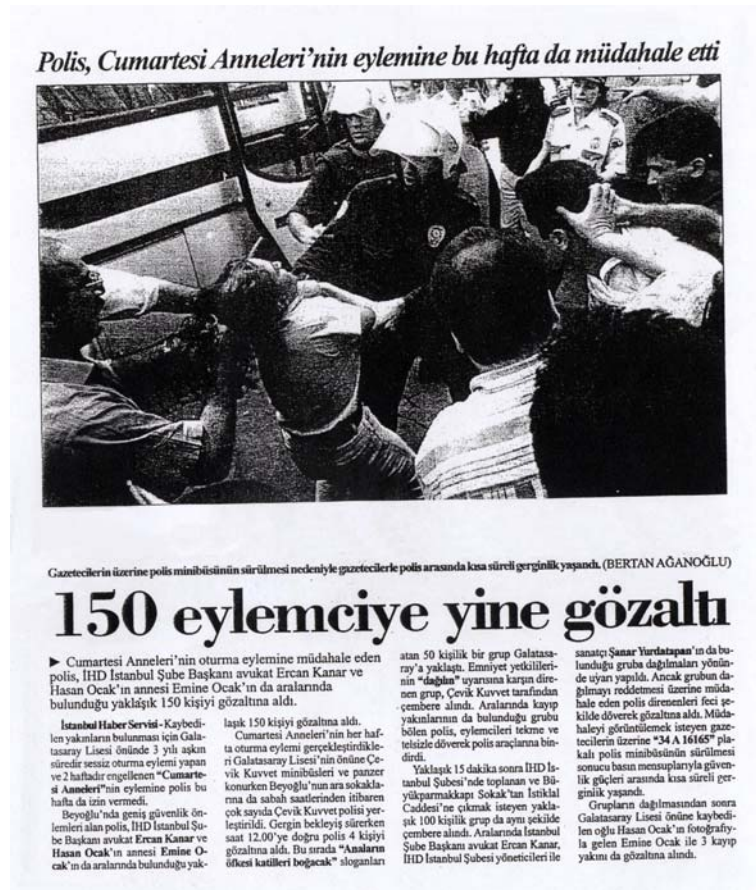 Polis, Cumartesi Anneleri'nin eylemine bu hafta da müdahale etti
Gazetecilerin üzerine polis minibüsünün sürülmesi nedeniyle gazetecilerle polis arasında kısa süreli gerginlik yaşandı. (BERTAN AĞANOĞLU)
150 eylemciye yine gözaltı
► Cumartesi Anneleri'nin oturma eylemine müdahale eden
polis, İHD İstanbul Şube Başkanı avukat Ercan Kanar ve
Hasan Ocak'ın annesi Emine Ocak'ın da aralarında
bulunduğu yaklaşık 150 kişiyi gözaltına aldı.
İstanbul Haber Servisi - Kaybedi-
len yakınların bulunması için Gala-
tasaray Lisesi önünde 3 yılı aşkın
süredir sessiz oturma eylemi yapan
ve 2 haftadır engellenen "Cumarte-
si Anneleri"nin eylemine polis bu
hafta da izin vermedi.
Beyoğlu'nda geniş güvenlik ön-
lemleri alan polis, İHD İstanbul Şu-
be Başkanı avukat Ercan Kanar ve
Hasan Ocak'ın annesi Emine O-
cak'ın da aralarında bulunduğu yak-
laşık 150 kişiyi gözaltına aldı.
Cumartesi Anneleri'nin her haf-
ta oturma eylemi gerçekleştirdikle-
ri Galatasaray Lisesi'nin önüne Çe-
vik Kuvvet minibüsleri ve panzer
konurken Beyoğlu'nun ara sokakla-
rına da sabah saatlerinden itibaren
çok sayıda Çevik Kuvvet polisi yer-
leştirildi. Gergin bekleyiş sürerken
saat 12.00'ye doğru polis 4 kişiyi
gözaltına aldı. Bu sırada "Anaların
öfkesi katilleri boğacak" sloganları
atan 50 kişilik bir grup Galatasa-
ray'a yaklaştı. Emniyet yetkilileri-
nin "dağılın" uyarısına karşın dire-
nen grup, Çevik Kuvvet tarafından
çembere alındı. Aralarında kayıp
yakınlarının da bulunduğu grubu
bölen polis, eylemcileri tekme ve
telsizle döverek polis araçlarına bin-
dirdi.
Yaklaşık 15 dakika sonra İHD İs-
tanbul Şubesi'nde toplanan ve Bü-
yükparmakkapı Sokak'tan İstiklal
Caddesi'ne çıkmak isteyen yakla-
şık 100 kişilik grup da aynı şekilde
çembere alındı. Aralarında İstanbul
Şube Başkanı avukat Ercan Kanar,
İHD İstanbul Şubesi yöneticileri ile
sanatçı Şanar Yurdatapan'ın da bu-
lunduğu gruba dağılmaları yönün-
de uyarı yapıldı. Ancak grubun da-
ğılmayı reddetmesi üzerine müda-
hale eden polis direnenleri feci şe-
kilde döverek gözaltına aldı. Müda-
haleyi görüntülemek isteyen gaze-
tecilerin üzerine "34 A 16165" pla-
kalı polis minibüsünün sürülmesi
sonucu basın mensuplarıyla güven-
lik güçleri arasında kısa süreli ger-
ginlik yaşandı.
Grupların dağılmasından sonra
Galatasaray Lisesi önüne kaybedi-
len oğlu Hasan Ocak'ın fotoğrafıy-
la gelen Emine Ocak ile 3 kayıp
yakını da gözaltına alındı.